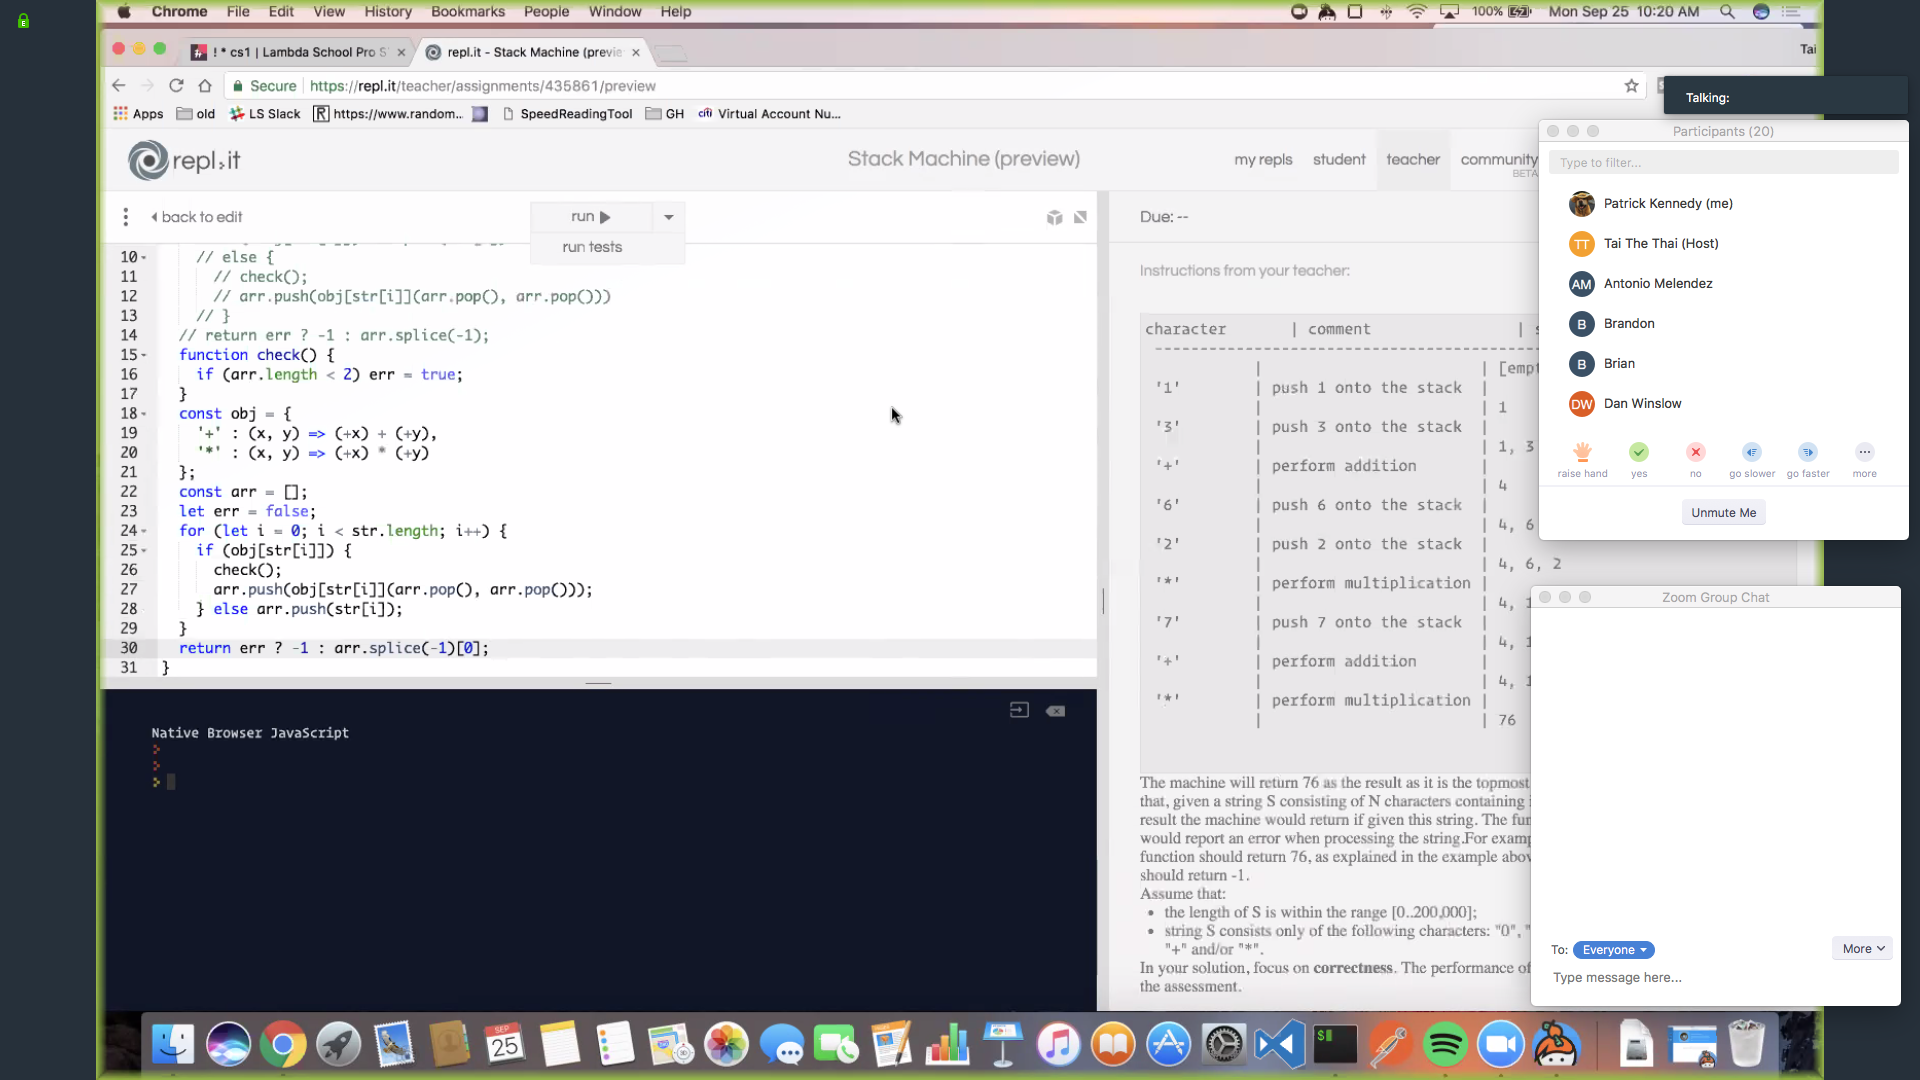 Chrome File Edit View History Bookmarks People Window Help 100% Mon Sep 25 10:20 AM
! * cs1 | Lambda School Pro S
repl.it - Stack Machine (previe
Tai
Secure https://repl.it/teacher/assignments/435861/preview
Apps old LS Slack https://www.random... SpeedReadingTool GH citi Virtual Account Nu...
repl.it Stack Machine (preview) my repls student teacher community
BETA
back to edit run Due: --
run tests
10 // else {
11 // check();
12 // arr.push(obj[str[i]](arr.pop(), arr.pop()))
13 // }
14 // return err ? -1 : arr.splice(-1);
15 function check() {
16 if (arr.length < 2) err = true;
17 }
18 const obj = {
19 '+' : (x, y) => (+x) + (+y),
20 '*' : (x, y) => (+x) * (+y)
21 };
22 const arr = [];
23 let err = false;
24 for (let i = 0; i < str.length; i++) {
25 if (obj[str[i]]) {
26 check();
27 arr.push(obj[str[i]](arr.pop(), arr.pop()));
28 } else arr.push(str[i]);
29 }
30 return err ? -1 : arr.splice(-1)[0];
31 }
Native Browser JavaScript
>
>
>
Instructions from your teacher:
character | comment | s
----------------------------------------
| | [empt
'1' | push 1 onto the stack
| | 1
'3' | push 3 onto the stack
| | 1, 3
'+' | perform addition
| | 4
'6' | push 6 onto the stack
| | 4, 6
'2' | push 2 onto the stack
| | 4, 6, 2
'*' | perform multiplication
| | 4, 1
'7' | push 7 onto the stack
| | 4, 1
'+' | perform addition
| | 4, 1
'*' | perform multiplication
| | 76
The machine will return 76 as the result as it is the topmost
that, given a string S consisting of N characters containing
result the machine would return if given this string. The fun
would report an error when processing the string.For examp
function should return 76, as explained in the example abov
should return -1.
Assume that:
• the length of S is within the range [0..200,000];
• string S consists only of the following characters: "0", "
"+" and/or "*".
In your solution, focus on correctness. The performance of
the assessment.
Talking:
Participants (20)
Type to filter...
Patrick Kennedy (me)
TT Tai The Thai (Host)
AM Antonio Melendez
B Brandon
B Brian
DW Dan Winslow
raise hand yes no go slower go faster more
Unmute Me
Zoom Group Chat
To: Everyone More
Type message here...
SEP
25
$